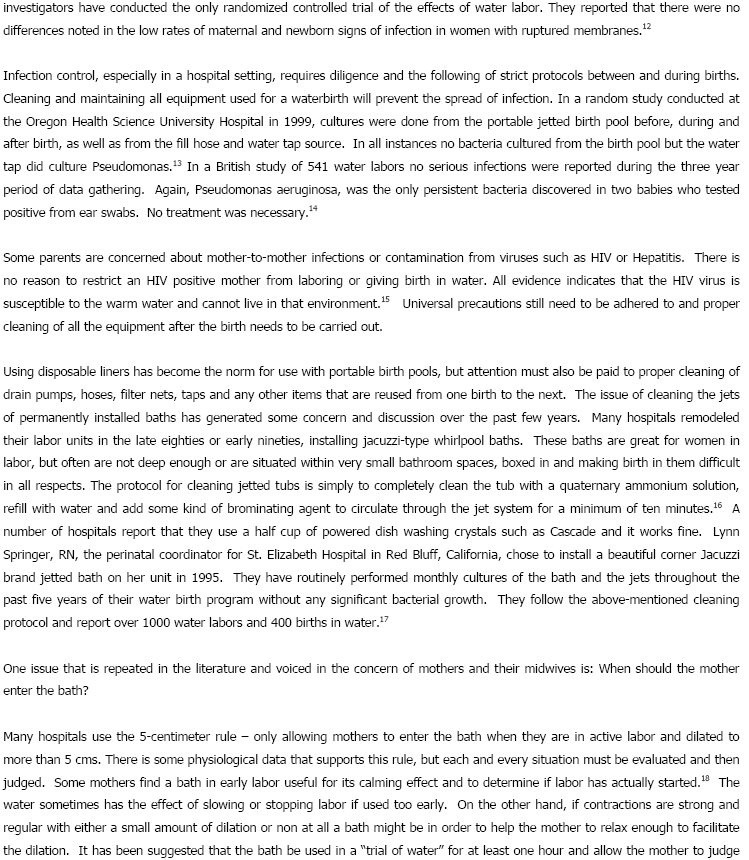 investigators have conducted the only randomized controlled trial of the effects of water labor. They reported that there were no
differences noted in the low rates of maternal and newborn signs of infection in women with ruptured membranes.12
Infection control, especially in a hospital setting, requires diligence and the following of strict protocols between and during births.
Cleaning and maintaining all equipment used for a waterbirth will prevent the spread of infection. In a random study conducted at
the Oregon Health Science University Hospital in 1999, cultures were done from the portable jetted birth pool before, during and
after birth, as well as from the fill hose and water tap source. In all instances no bacteria cultured from the birth pool but the water
tap did culture Pseudomonas.13 In a British study of 541 water labors no serious infections were reported during the three year
period of data gathering. Again, Pseudomonas aeruginosa, was the only persistent bacteria discovered in two babies who tested
positive from ear swabs. No treatment was necessary.14
Some parents are concerned about mother-to-mother infections or contamination from viruses such as HIV or Hepatitis. There is
no reason to restrict an HIV positive mother from laboring or giving birth in water. All evidence indicates that the HIV virus is
susceptible to the warm water and cannot live in that environment.15 Universal precautions still need to be adhered to and proper
cleaning of all the equipment after the birth needs to be carried out.
Using disposable liners has become the norm for use with portable birth pools, but attention must also be paid to proper cleaning of
drain pumps, hoses, filter nets, taps and any other items that are reused from one birth to the next. The issue of cleaning the jets
of permanently installed baths has generated some concern and discussion over the past few years. Many hospitals remodeled
their labor units in the late eighties or early nineties, installing jacuzzi-type whirlpool baths. These baths are great for women in
labor, but often are not deep enough or are situated within very small bathroom spaces, boxed in and making birth in them difficult
in all respects. The protocol for cleaning jetted tubs is simply to completely clean the tub with a quaternary ammonium solution,
refill with water and add some kind of brominating agent to circulate through the jet system for a minimum of ten minutes.16 A
number of hospitals report that they use a half cup of powered dish washing crystals such as Cascade and it works fine. Lynn
Springer, RN, the perinatal coordinator for St. Elizabeth Hospital in Red Bluff, California, chose to install a beautiful corner Jacuzzi
brand jetted bath on her unit in 1995. They have routinely performed monthly cultures of the bath and the jets throughout the
past five years of their water birth program without any significant bacterial growth. They follow the above-mentioned cleaning
protocol and report over 1000 water labors and 400 births in water.17
One issue that is repeated in the literature and voiced in the concern of mothers and their midwives is: When should the mother
enter the bath?
Many hospitals use the 5-centimeter rule – only allowing mothers to enter the bath when they are in active labor and dilated to
more than 5 cms. There is some physiological data that supports this rule, but each and every situation must be evaluated and then
judged. Some mothers find a bath in early labor useful for its calming effect and to determine if labor has actually started.18 The
water sometimes has the effect of slowing or stopping labor if used too early. On the other hand, if contractions are strong and
regular with either a small amount of dilation or non at all a bath might be in order to help the mother to relax enough to facilitate
the dilation. It has been suggested that the bath be used in a “trial of water” for at least one hour and allow the mother to judge